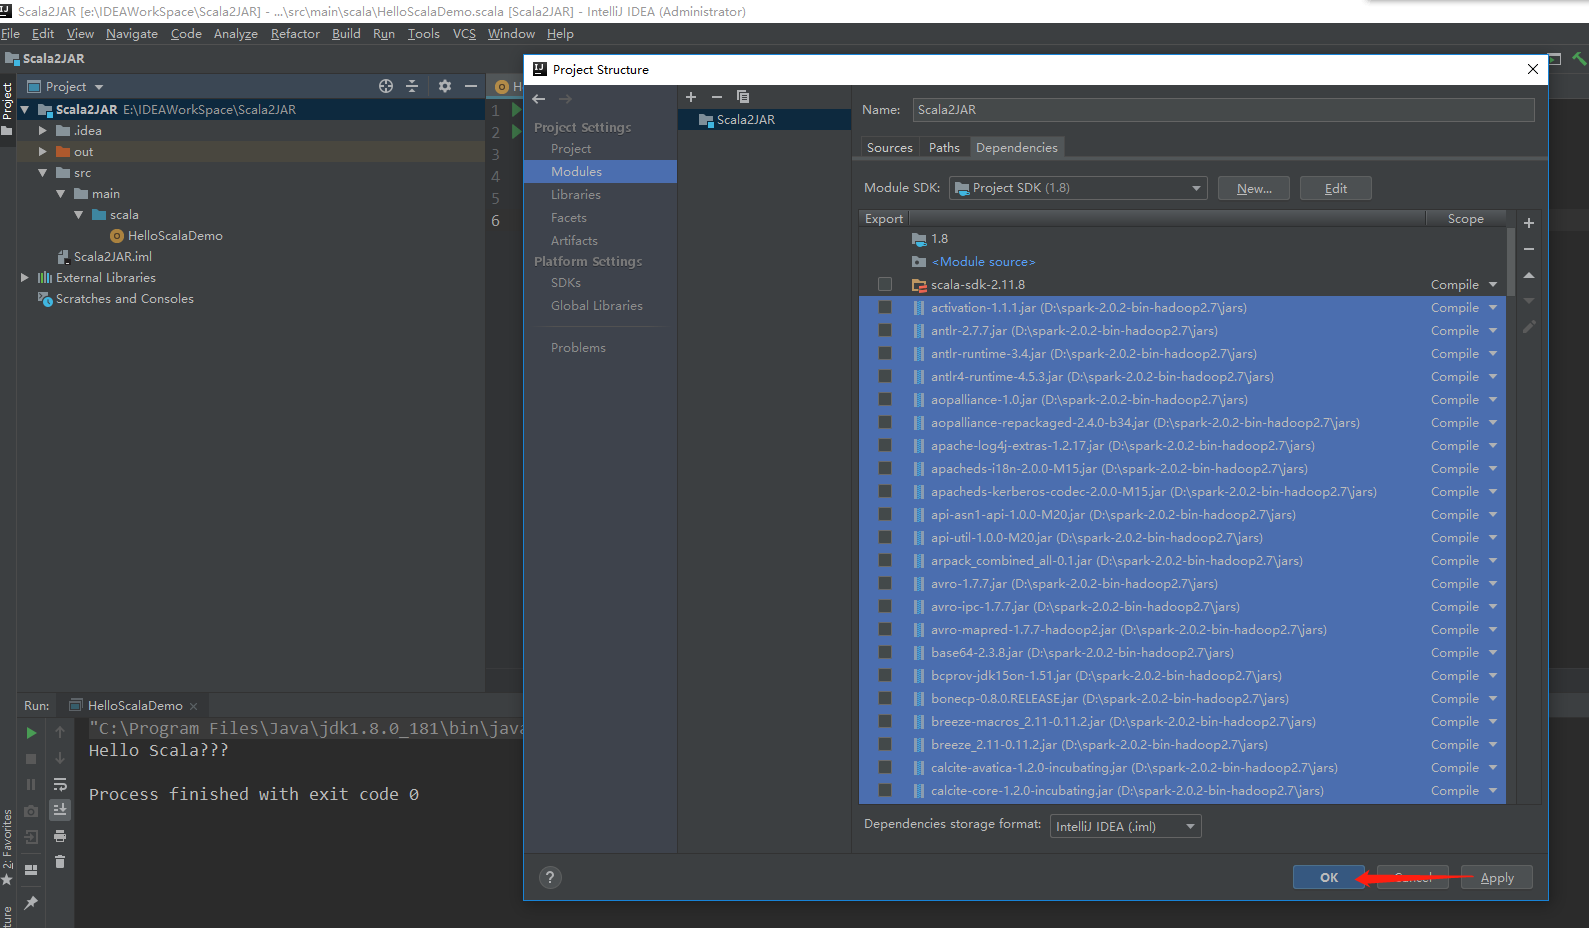 Scala2JAR [e:\IDEAWorkSpace\Scala2JAR] - ...\src\main\scala\HelloScalaDemo.scala [Scala2JAR] - IntelliJ IDEA (Administrator)
File Edit View Navigate Code Analyze Refactor Build Run Tools VCS Window Help
Scala2JAR
Project
Project
Scala2JAR E:\IDEAWorkSpace\Scala2JAR
.idea
out
src
main
scala
HelloScalaDemo
Scala2JAR.iml
External Libraries
Scratches and Consoles
H
1
2
3
4
5
6
Project Structure
Project Settings
Project
Modules
Libraries
Facets
Artifacts
Platform Settings
SDKs
Global Libraries
Problems
Scala2JAR
Name: Scala2JAR
Sources Paths Dependencies
Module SDK: Project SDK (1.8) New... Edit
Export Scope
1.8
<Module source>
scala-sdk-2.11.8 Compile
activation-1.1.1.jar (D:\spark-2.0.2-bin-hadoop2.7\jars) Compile
antlr-2.7.7.jar (D:\spark-2.0.2-bin-hadoop2.7\jars) Compile
antlr-runtime-3.4.jar (D:\spark-2.0.2-bin-hadoop2.7\jars) Compile
antlr4-runtime-4.5.3.jar (D:\spark-2.0.2-bin-hadoop2.7\jars) Compile
aopalliance-1.0.jar (D:\spark-2.0.2-bin-hadoop2.7\jars) Compile
aopalliance-repackaged-2.4.0-b34.jar (D:\spark-2.0.2-bin-hadoop2.7\jars) Compile
apache-log4j-extras-1.2.17.jar (D:\spark-2.0.2-bin-hadoop2.7\jars) Compile
apacheds-i18n-2.0.0-M15.jar (D:\spark-2.0.2-bin-hadoop2.7\jars) Compile
apacheds-kerberos-codec-2.0.0-M15.jar (D:\spark-2.0.2-bin-hadoop2.7\jars) Compile
api-asn1-api-1.0.0-M20.jar (D:\spark-2.0.2-bin-hadoop2.7\jars) Compile
api-util-1.0.0-M20.jar (D:\spark-2.0.2-bin-hadoop2.7\jars) Compile
arpack_combined_all-0.1.jar (D:\spark-2.0.2-bin-hadoop2.7\jars) Compile
avro-1.7.7.jar (D:\spark-2.0.2-bin-hadoop2.7\jars) Compile
avro-ipc-1.7.7.jar (D:\spark-2.0.2-bin-hadoop2.7\jars) Compile
avro-mapred-1.7.7-hadoop2.jar (D:\spark-2.0.2-bin-hadoop2.7\jars) Compile
base64-2.3.8.jar (D:\spark-2.0.2-bin-hadoop2.7\jars) Compile
bcprov-jdk15on-1.51.jar (D:\spark-2.0.2-bin-hadoop2.7\jars) Compile
bonecp-0.8.0.RELEASE.jar (D:\spark-2.0.2-bin-hadoop2.7\jars) Compile
breeze-macros_2.11-0.11.2.jar (D:\spark-2.0.2-bin-hadoop2.7\jars) Compile
breeze_2.11-0.11.2.jar (D:\spark-2.0.2-bin-hadoop2.7\jars) Compile
calcite-avatica-1.2.0-incubating.jar (D:\spark-2.0.2-bin-hadoop2.7\jars) Compile
calcite-core-1.2.0-incubating.jar (D:\spark-2.0.2-bin-hadoop2.7\jars) Compile
Dependencies storage format: IntelliJ IDEA (.iml)
? OK Cancel Apply
Run: HelloScalaDemo
"C:\Program Files\Java\jdk1.8.0_181\bin\java
Hello Scala???
Process finished with exit code 0
2: Favorites
ture